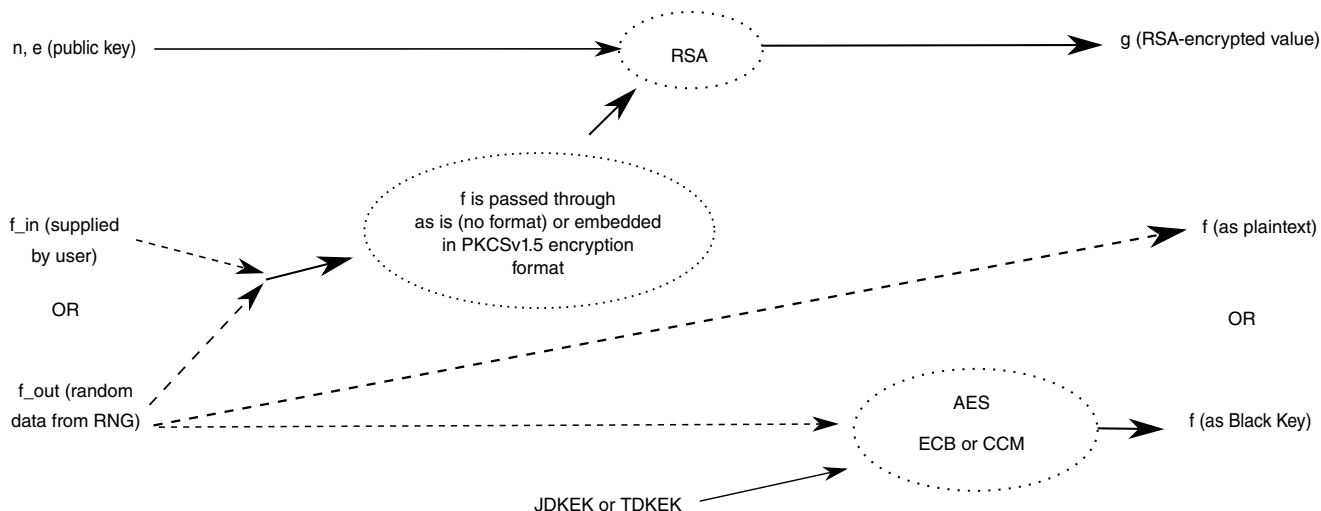 n, e (public key)
RSA
g (RSA-encrypted value)
f is passed through
as is (no format) or embedded
in PKCSv1.5 encryption
format
f_in (supplied
by user)
OR
f_out (random
data from RNG)
f (as plaintext)
OR
AES
ECB or CCM
f (as Black Key)
JDKEK or TDKEK